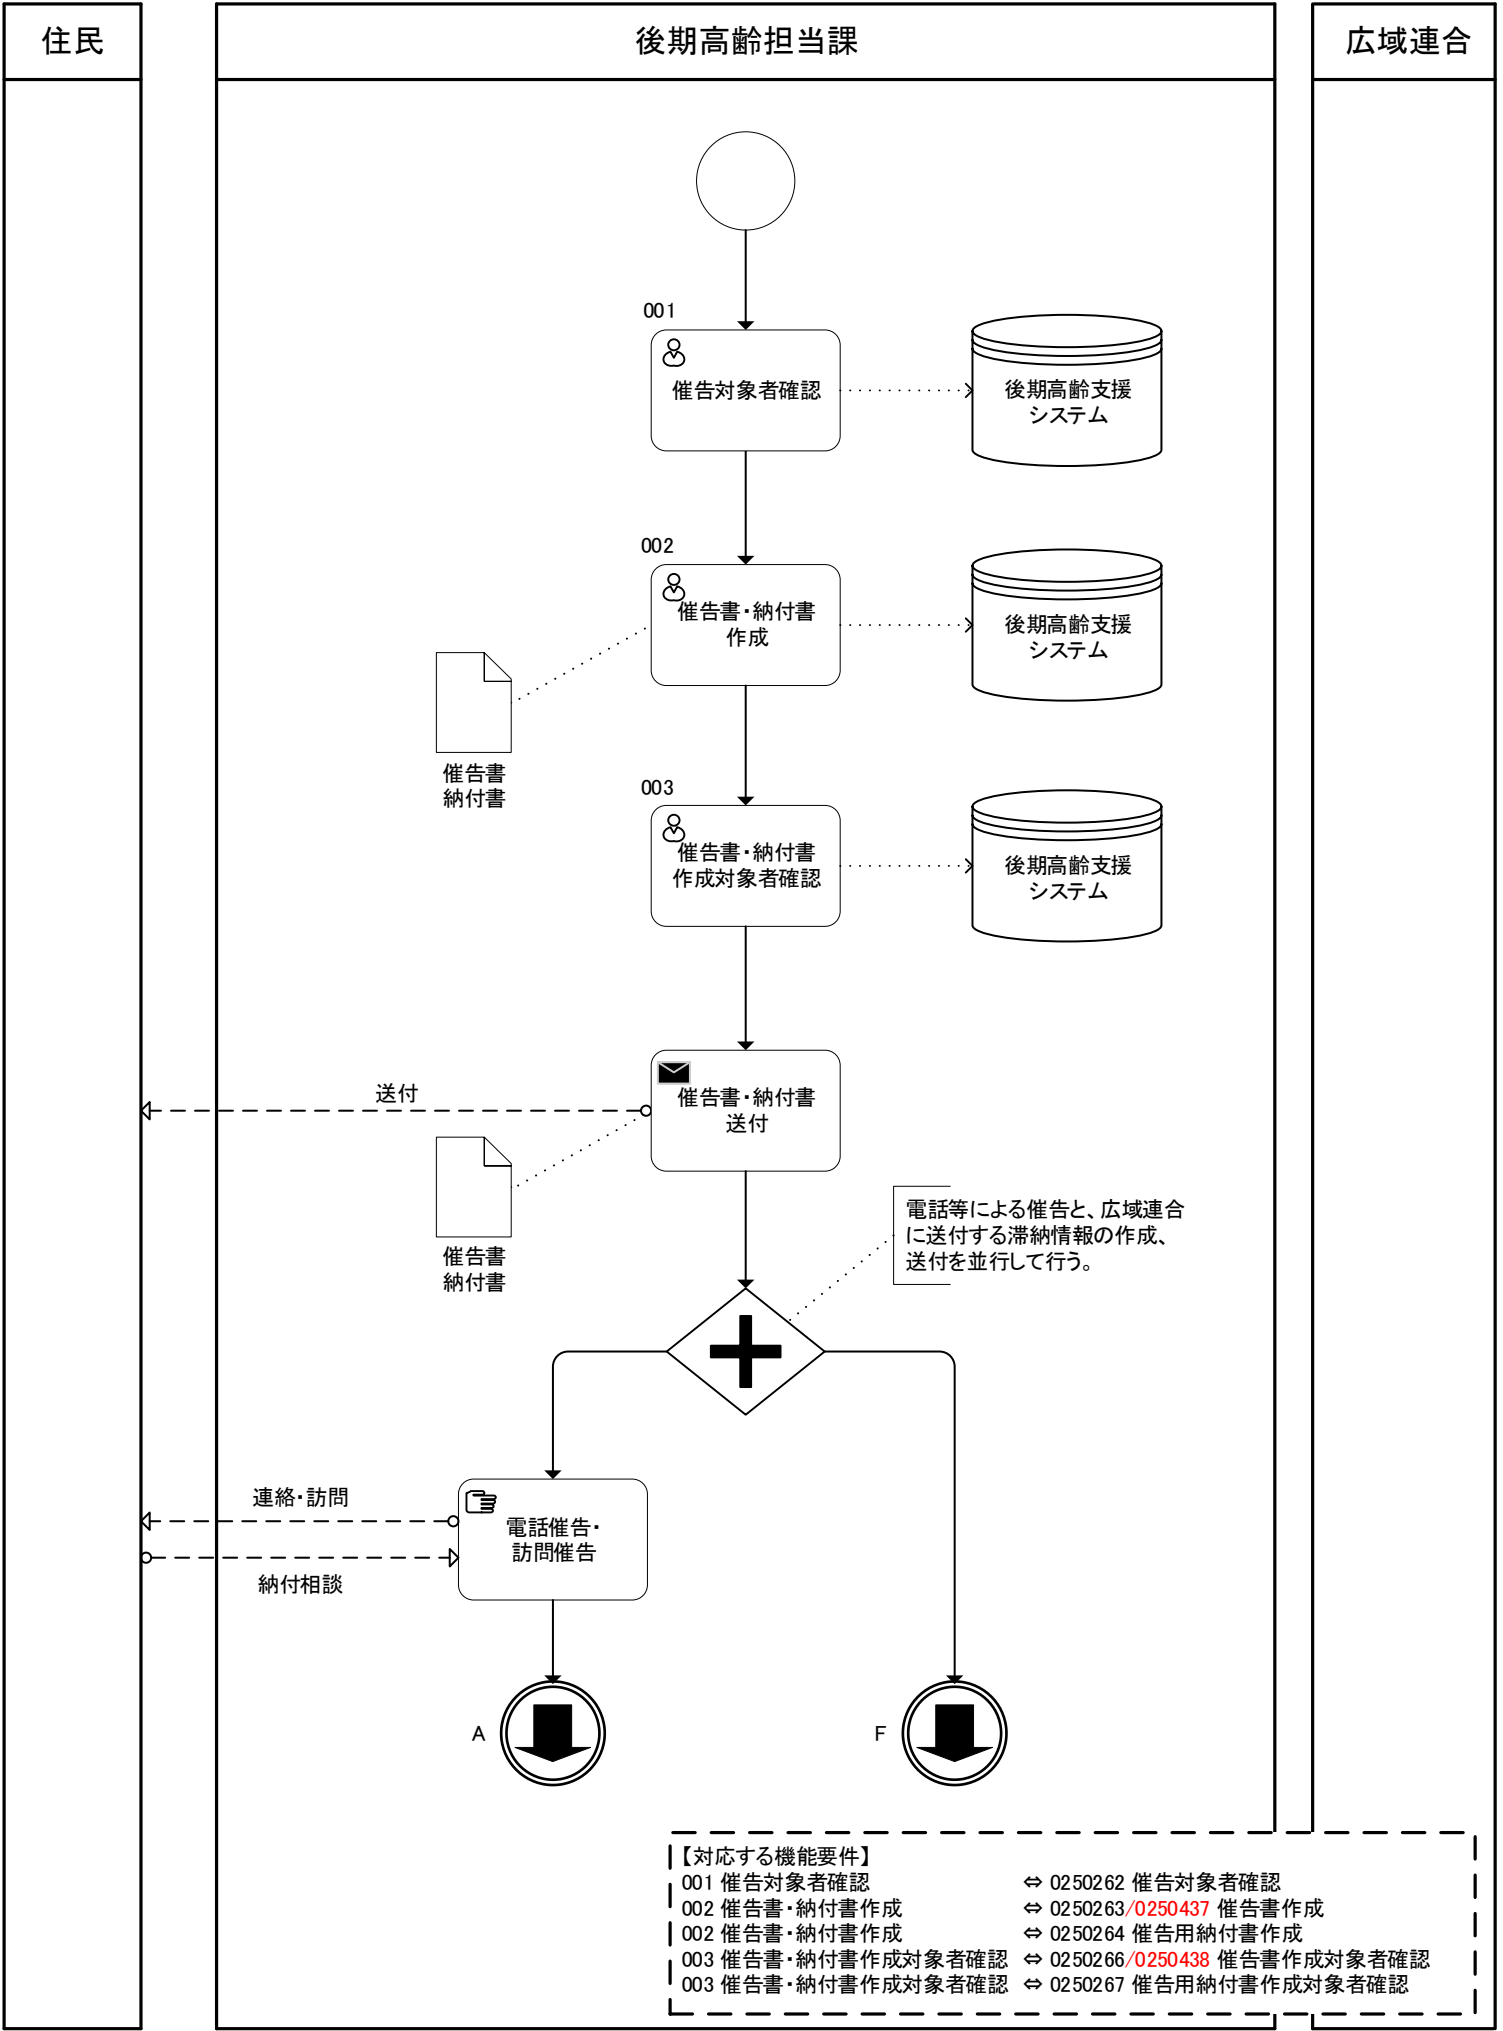 住民
後期高齢担当課
広域連合
001
催告対象者確認
後期高齢支援
システム
002
催告書・納付書
作成
後期高齢支援
システム
催告書
納付書
003
催告書・納付書
作成対象者確認
後期高齢支援
システム
送付
催告書・納付書
送付
催告書
納付書
電話等による催告と、広域連合
に送付する滞納情報の作成、
送付を並行して行う。
連絡・訪問
電話催告・
訪問催告
納付相談
A
F
【対応する機能要件】
001 催告対象者確認 ⇔ 0250262 催告対象者確認
002 催告書・納付書作成 ⇔ 0250263/0250437 催告書作成
002 催告書・納付書作成 ⇔ 0250264 催告用納付書作成
003 催告書・納付書作成対象者確認 ⇔ 0250266/0250438 催告書作成対象者確認
003 催告書・納付書作成対象者確認 ⇔ 0250267 催告用納付書作成対象者確認